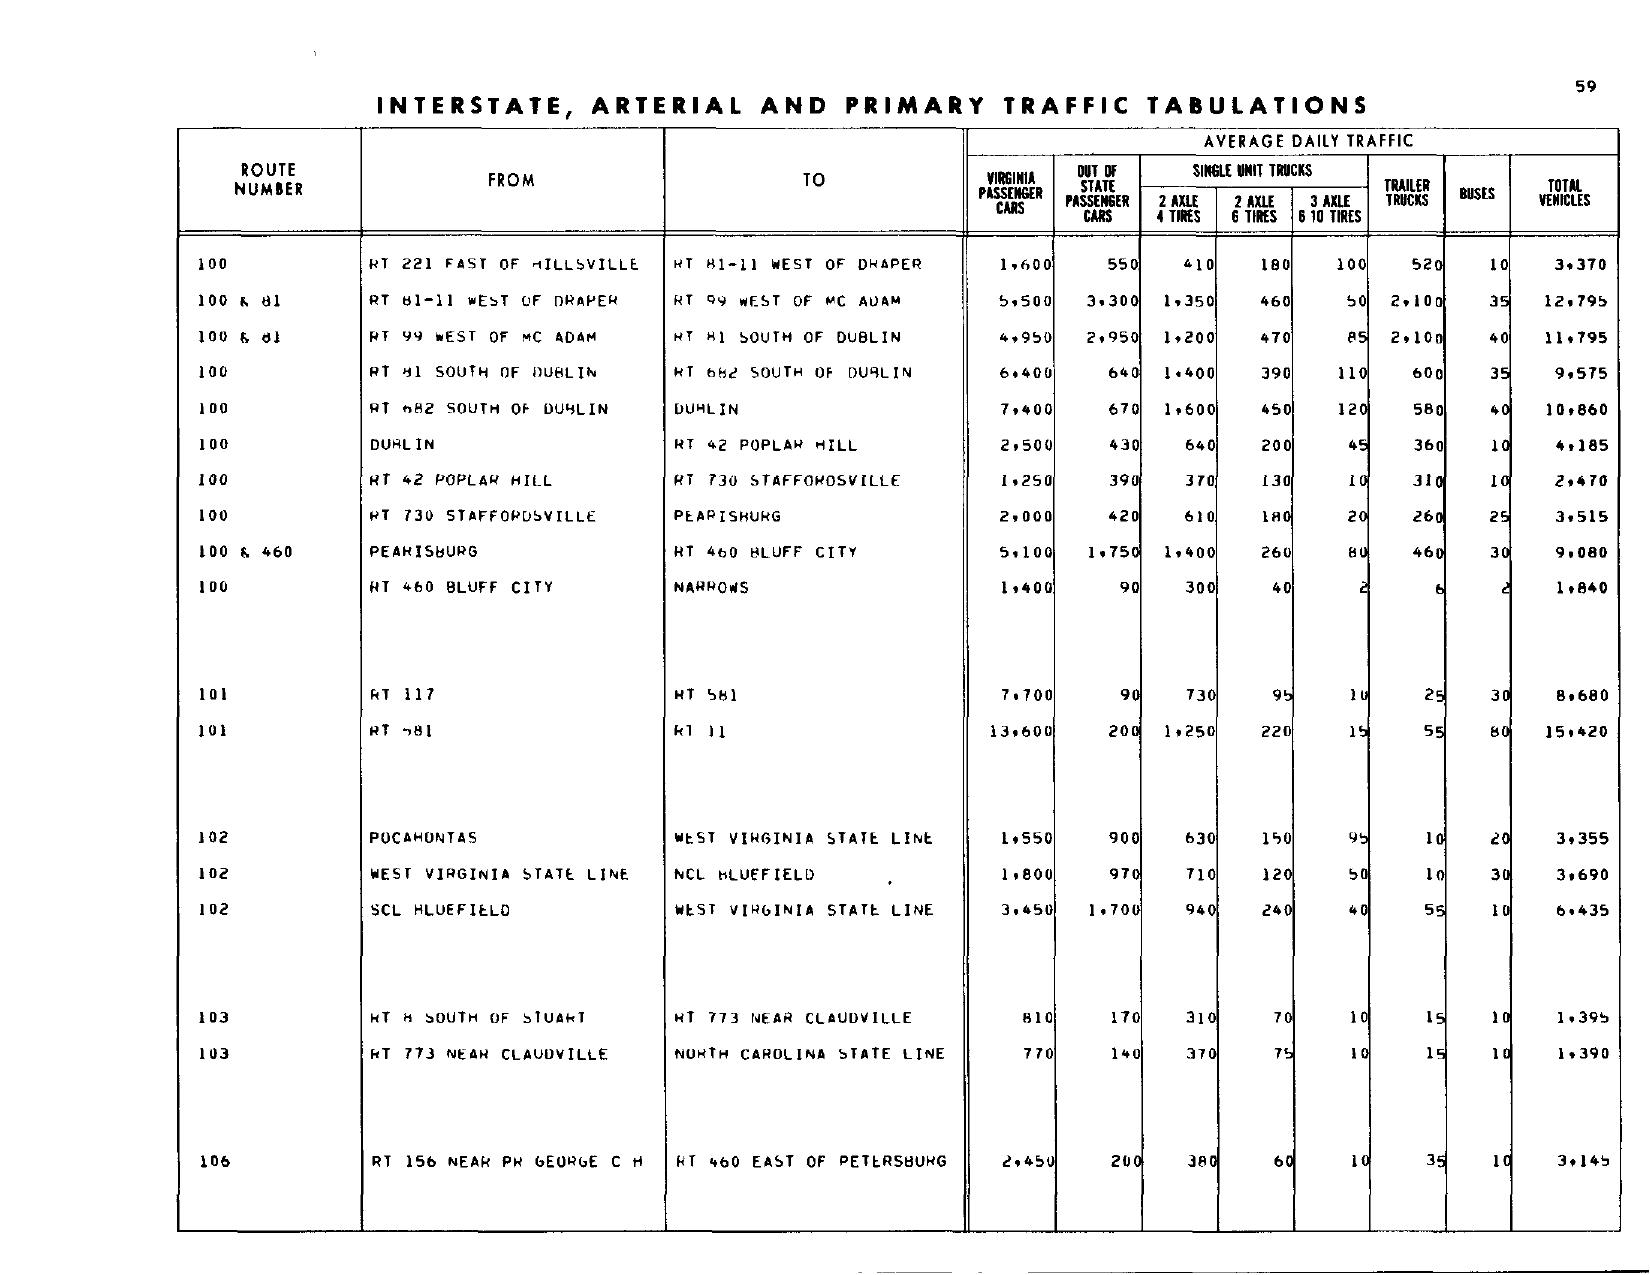 59
INTERSTATE, ARTERIAL AND PRIMARY TRAFFIC TABULATIONS
ROUTE NUMBER FROM TO AVERAGE DAILY TRAFFIC
VIRGINIA PASSENGER CARS OUT OF STATE PASSENGER CARS SINGLE UNIT TRUCKS 2 AXLE 4 TIRES 2 AXLE 6 TIRES 3 AXLE 6 10 TIRES TRAILER TRUCKS BUSES TOTAL VEHICLES
100 RT 221 EAST OF HILLSVILLE RT 81-11 WEST OF DRAPER 1,600 550 410 180 100 520 10 3,370
100 & 81 RT 81-11 WEST OF DRAPER RT 99 WEST OF MC ADAM 5,500 3,300 1,350 460 50 2,100 35 12,795
100 & 81 RT 99 WEST OF MC ADAM RT 81 SOUTH OF DUBLIN 4,950 2,950 1,200 470 85 2,100 40 11,795
100 RT 81 SOUTH OF DUBLIN RT 682 SOUTH OF DUBLIN 6,400 640 1,400 390 110 600 35 9,575
100 RT 682 SOUTH OF DUBLIN DUBLIN 7,400 670 1,600 450 120 580 40 10,860
100 DUBLIN RT 42 POPLAR HILL 2,500 430 640 200 45 360 10 4,185
100 RT 42 POPLAR HILL RT 730 STAFFORDSVILLE 1,250 390 370 130 10 310 10 2,470
100 RT 730 STAFFORDSVILLE PEARISBURG 2,000 420 610 180 20 260 25 3,515
100 & 460 PEARISBURG RT 460 BLUFF CITY 5,100 1,750 1,400 260 80 460 30 9,080
100 RT 460 BLUFF CITY NARROWS 1,400 90 300 40 2 6 2 1,840
101 RT 117 RT 581 7,700 90 730 95 10 25 30 8,680
101 RT 581 RT 11 13,600 200 1,250 220 15 55 80 15,420
102 POCAHONTAS WEST VIRGINIA STATE LINE 1,550 900 630 150 95 10 20 3,355
102 WEST VIRGINIA STATE LINE NCL BLUEFIELD 1,800 970 710 120 50 10 30 3,690
102 SCL BLUEFIELD WEST VIRGINIA STATE LINE 3,450 1,700 940 240 40 55 10 6,435
103 RT 8 SOUTH OF STUART RT 773 NEAR CLAUDVILLE 810 170 310 70 10 15 10 1,395
103 RT 773 NEAR CLAUDVILLE NORTH CAROLINA STATE LINE 770 140 370 75 10 15 10 1,390
106 RT 156 NEAR PR GEORGE C H RT 460 EAST OF PETERSBURG 2,450 200 380 60 10 35 10 3,145